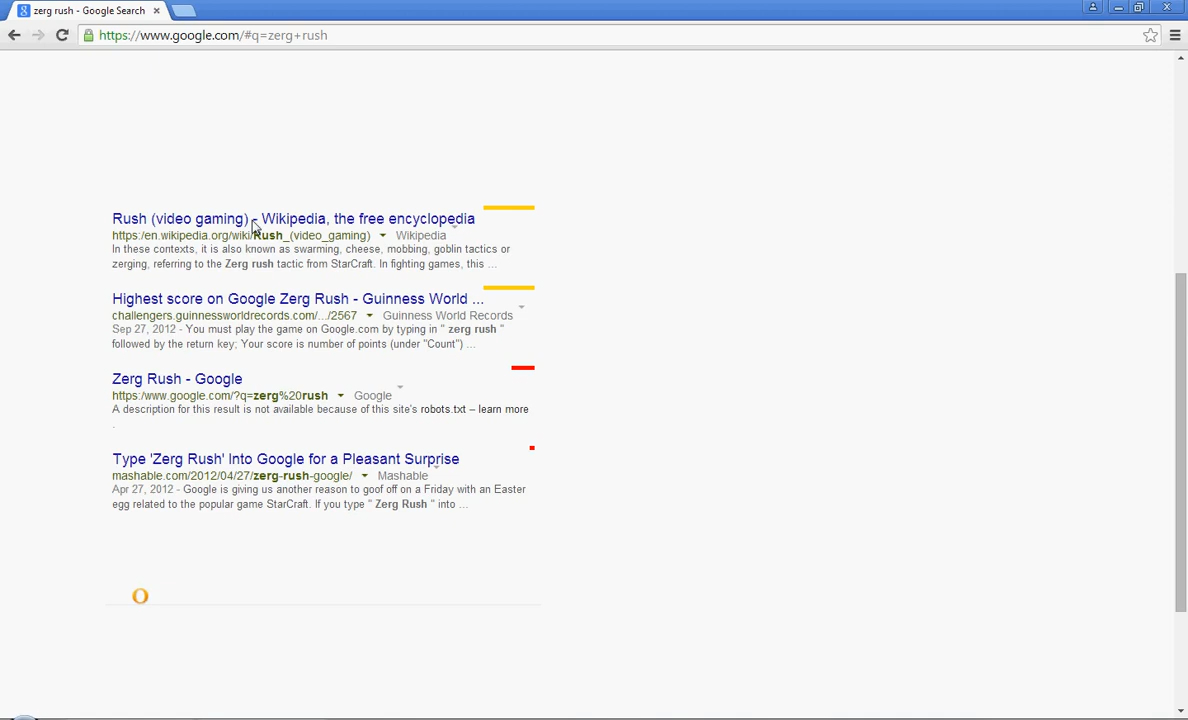 zerg rush - Google Search
https://www.google.com/#q=zerg+rush
Rush (video gaming) - Wikipedia, the free encyclopedia
https:/en.wikipedia.org/wiki/Rush_(video_gaming) Wikipedia
In these contexts, it is also known as swarming, cheese, mobbing, goblin tactics or
zerging, referring to the Zerg rush tactic from StarCraft. In fighting games, this ...
Highest score on Google Zerg Rush - Guinness World ...
challengers.guinnessworldrecords.com/.../2567 Guinness World Records
Sep 27, 2012 - You must play the game on Google.com by typing in " zerg rush "
followed by the return key; Your score is number of points (under "Count") ...
Zerg Rush - Google
https:/www.google.com/?q=zerg%20rush Google
A description for this result is not available because of this site's robots.txt – learn more
.
Type 'Zerg Rush' Into Google for a Pleasant Surprise
mashable.com/2012/04/27/zerg-rush-google/ Mashable
Apr 27, 2012 - Google is giving us another reason to goof off on a Friday with an Easter
egg related to the popular game StarCraft. If you type " Zerg Rush " into ...